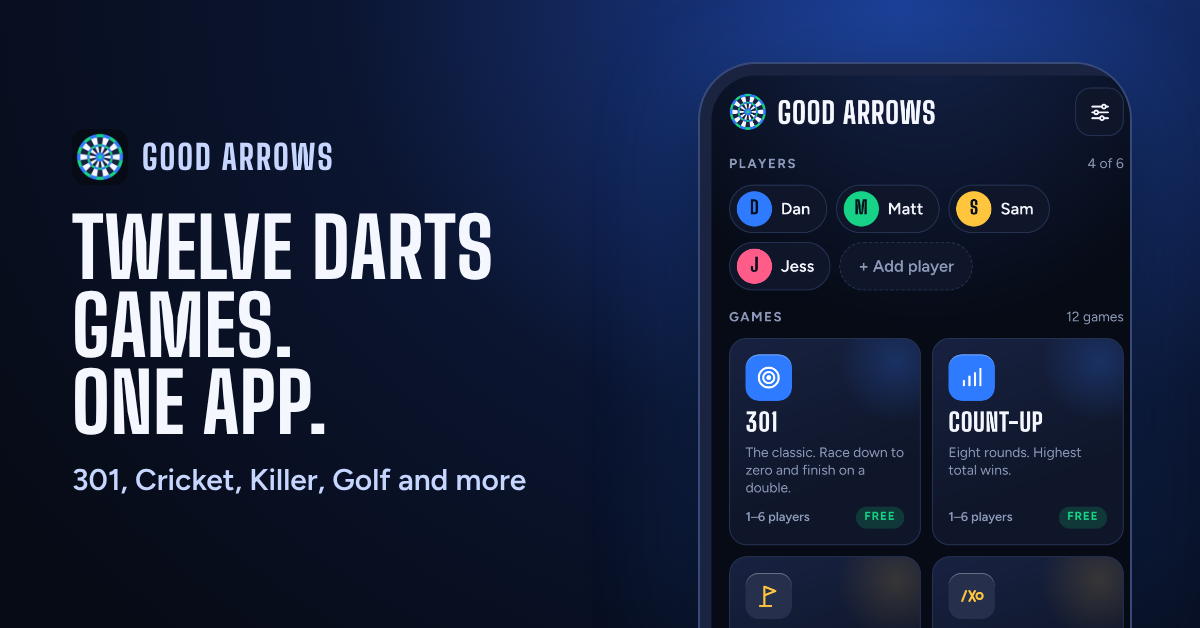 GOOD ARROWS
TWELVE DARTS
GAMES.
ONE APP.
301, Cricket, Killer, Golf and more
GOOD ARROWS
PLAYERS
4 of 6
D Dan
M Matt
S Sam
J Jess
+ Add player
GAMES
12 games
301
The classic. Race down to
zero and finish on a
double.
1–6 players
FREE
COUNT-UP
Eight rounds. Highest
total wins.
1–6 players
FREE